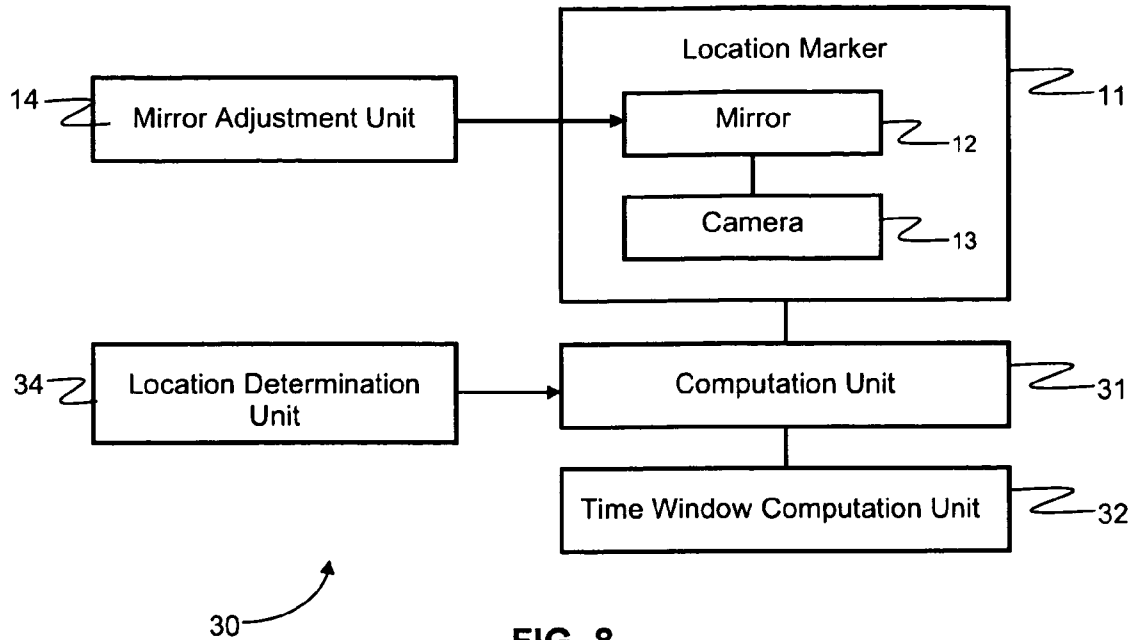 Location Marker
14
Mirror Adjustment Unit
11
Mirror
12
Camera
13
34
Location Determination
Unit
Computation Unit
31
Time Window Computation Unit
32
30
FIG. 8